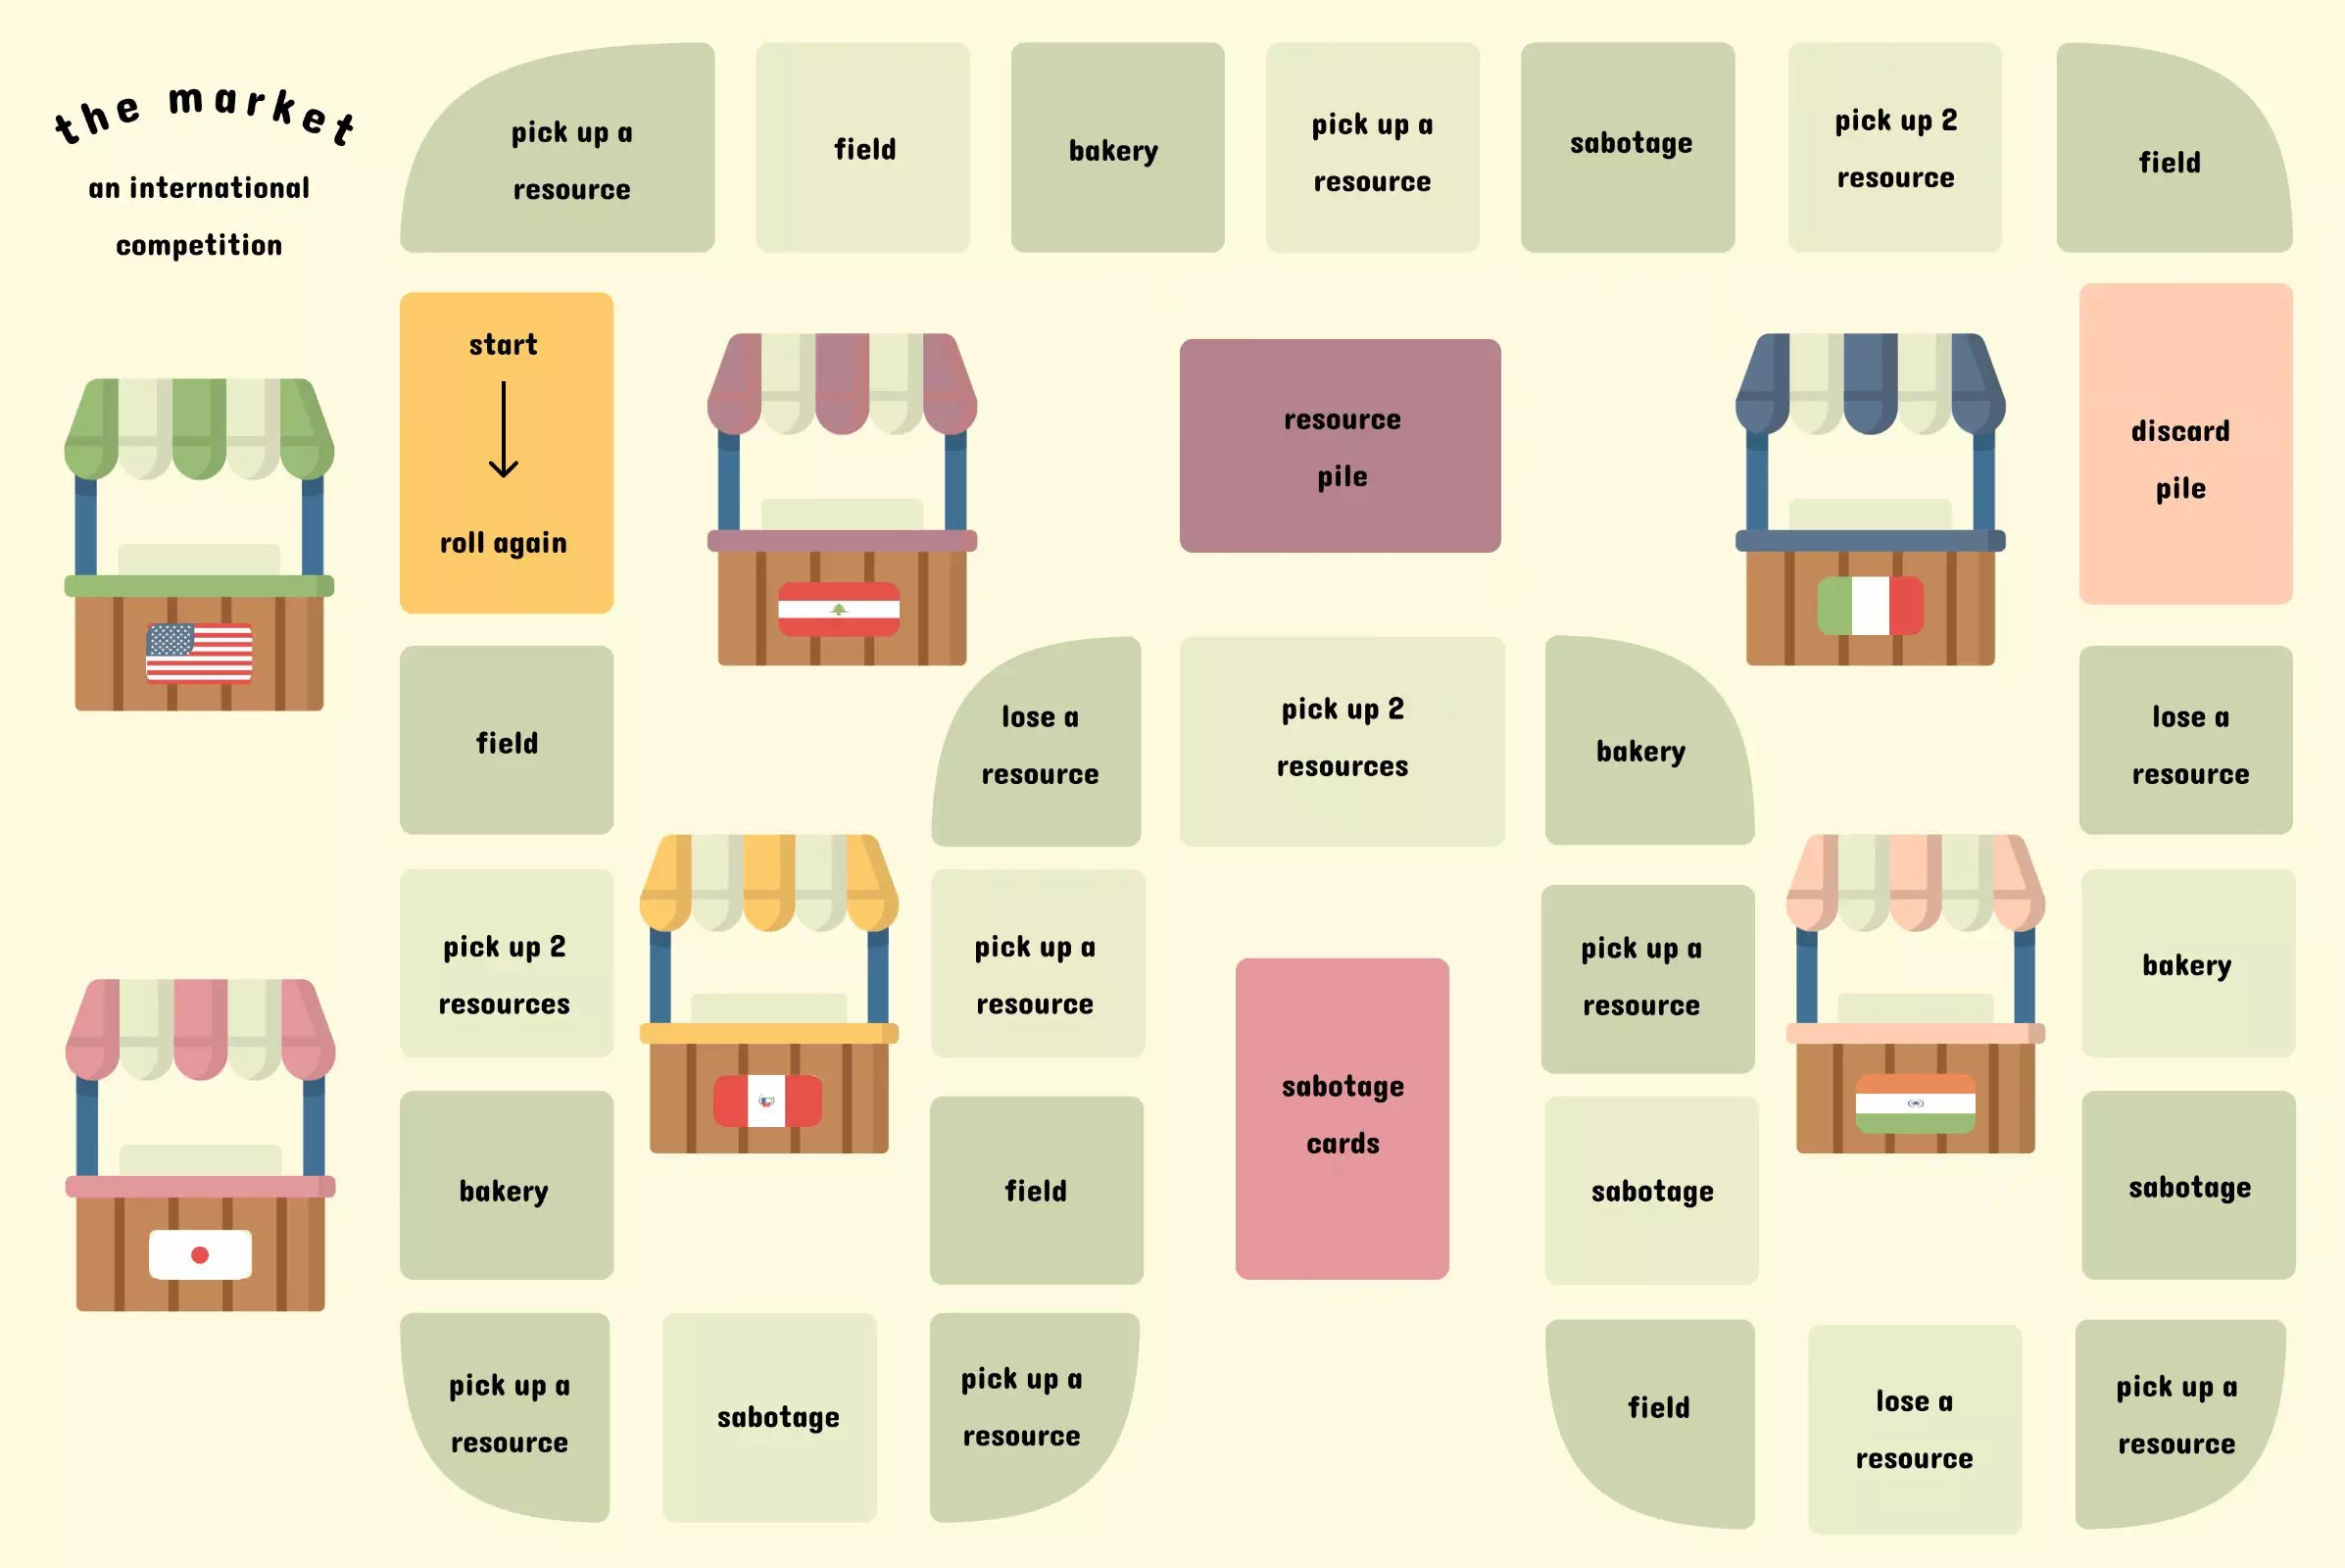 the market
an international
competition
pick up a
resource
field
bakery
pick up a
resource
sabotage
pick up 2
resource
field
start
roll again
resource
pile
discard
pile
field
lose a
resource
pick up 2
resources
bakery
lose a
resource
pick up 2
resources
pick up a
resource
pick up a
resource
bakery
bakery
field
sabotage
cards
sabotage
sabotage
pick up a
resource
sabotage
pick up a
resource
field
lose a
resource
pick up a
resource